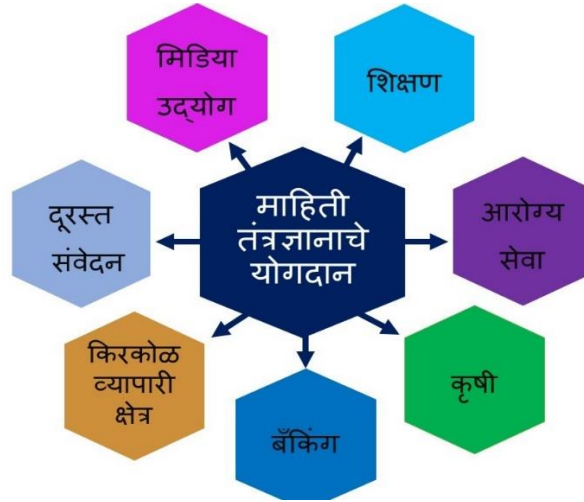 मिडिया
उद्योग
शिक्षण
माहिती
तंत्रज्ञानाचे
योगदान
दूरस्त
संवेदन
आरोग्य
सेवा
किरकोळ
व्यापारी
क्षेत्र
बँकिंग
कृषी